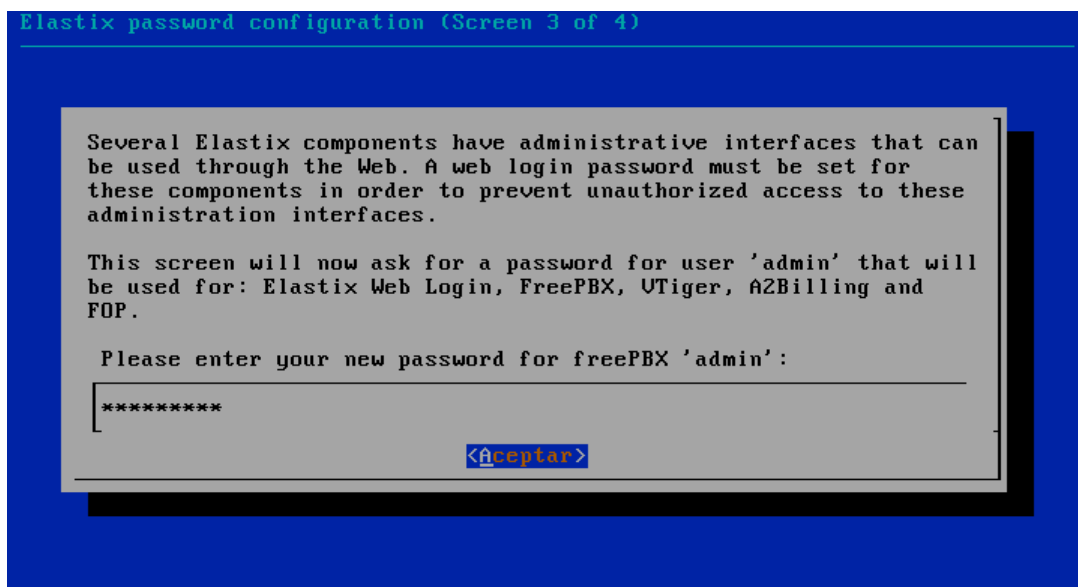 Elastix password configuration (Screen 3 of 4)
Several Elastix components have administrative interfaces that can
be used through the Web. A web login password must be set for
these components in order to prevent unauthorized access to these
administration interfaces.
This screen will now ask for a password for user 'admin' that will
be used for: Elastix Web Login, FreePBX, VTiger, A2Billing and
FOP.
Please enter your new password for freePBX 'admin':
*********
<Aceptar>